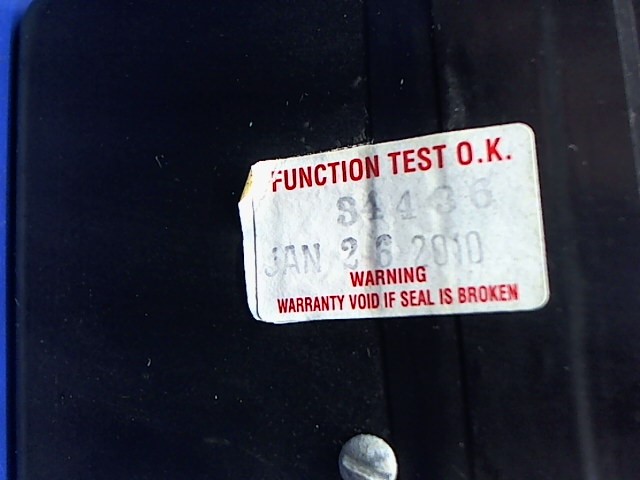 FUNCTION TEST O.K.
S4436
JAN 26 2010
WARNING
WARRANTY VOID IF SEAL IS BROKEN